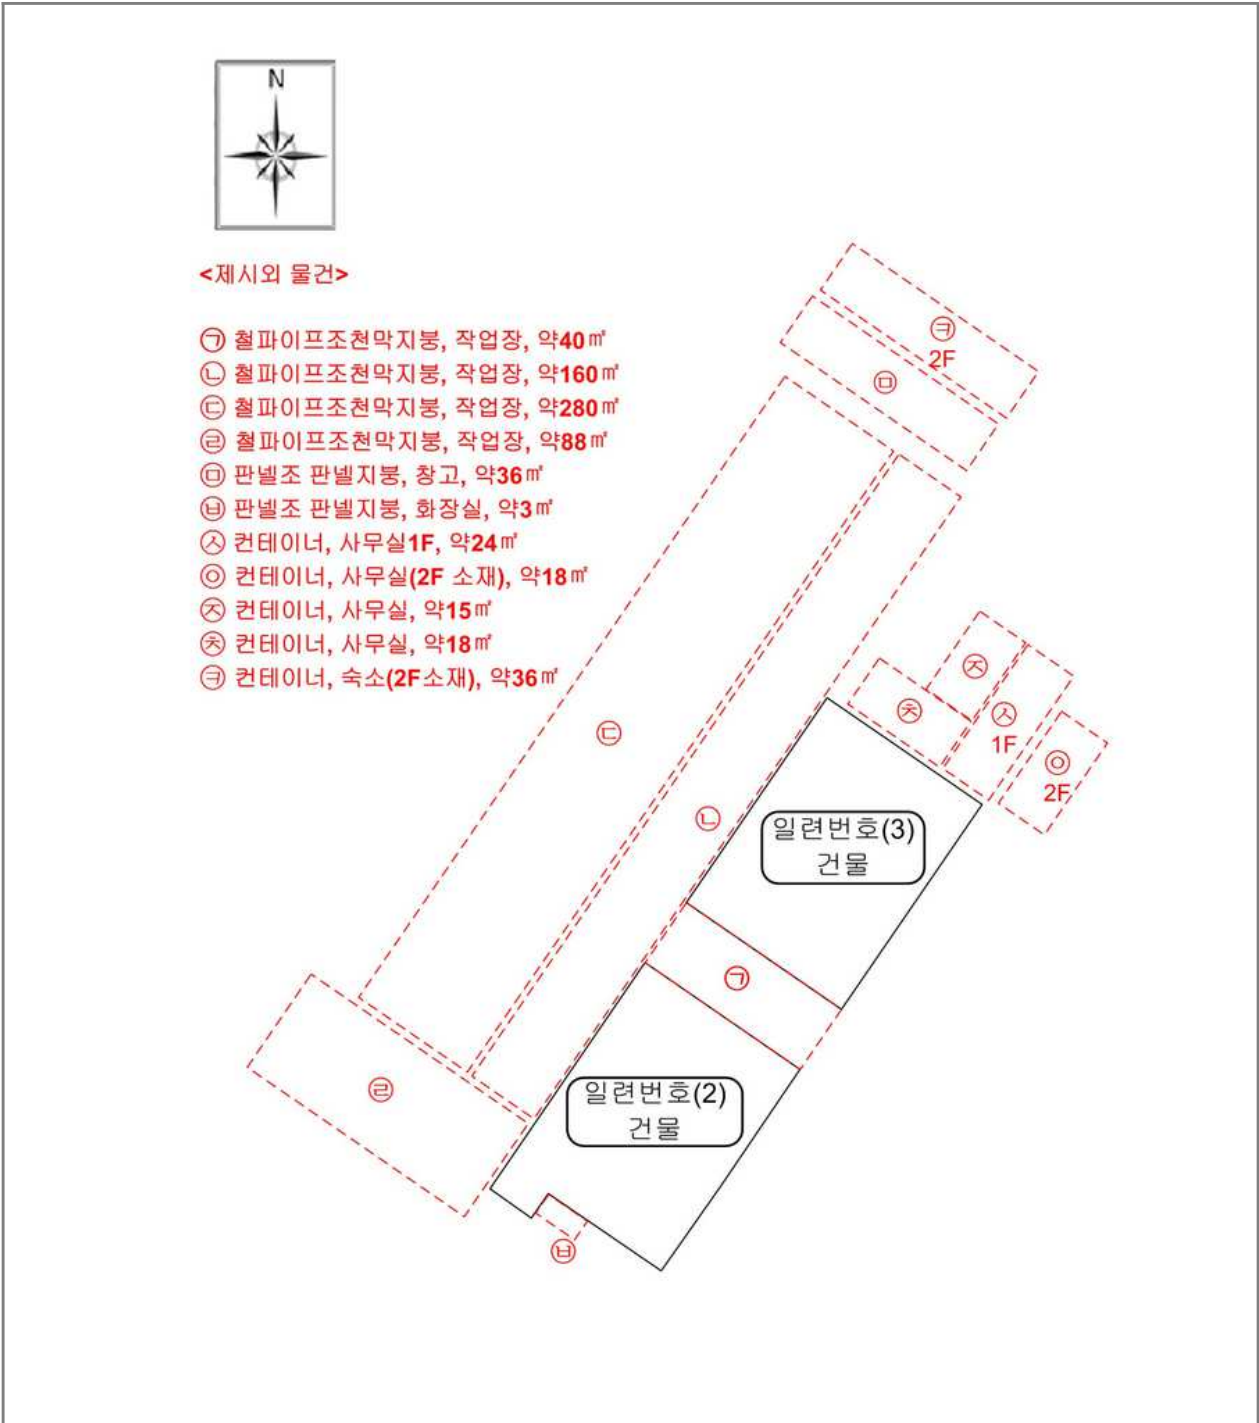 N
<제시외 물건>
㉠ 철파이프조천막지붕, 작업장, 약40㎡
㉡ 철파이프조천막지붕, 작업장, 약160㎡
㉢ 철파이프조천막지붕, 작업장, 약280㎡
㉣ 철파이프조천막지붕, 작업장, 약88㎡
㉤ 판넬조 판넬지붕, 창고, 약36㎡
㉥ 판넬조 판넬지붕, 화장실, 약3㎡
㉦ 컨테이너, 사무실1F, 약24㎡
㉧ 컨테이너, 사무실(2F 소재), 약18㎡
㉨ 컨테이너, 사무실, 약15㎡
㉩ 컨테이너, 사무실, 약18㎡
㉪ 컨테이너, 숙소(2F소재), 약36㎡
㉪
2F
㉤
㉨
㉩
㉦
1F
㉧
2F
㉢
㉡
일련번호(3)
건물
㉠
㉣
일련번호(2)
건물
㉥